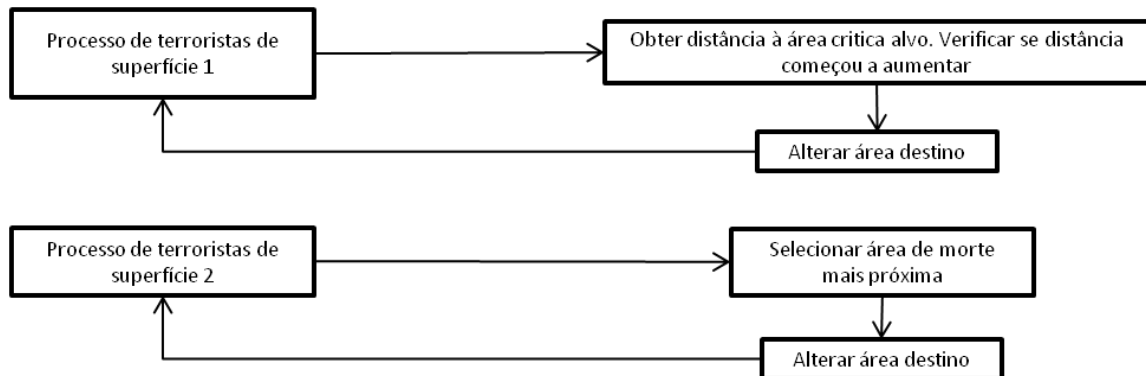 Processo de terroristas de
superfície 1
Obter distância à área critica alvo. Verificar se distância
começou a aumentar
Alterar área destino
Processo de terroristas de
superfície 2
Selecionar área de morte
mais próxima
Alterar área destino